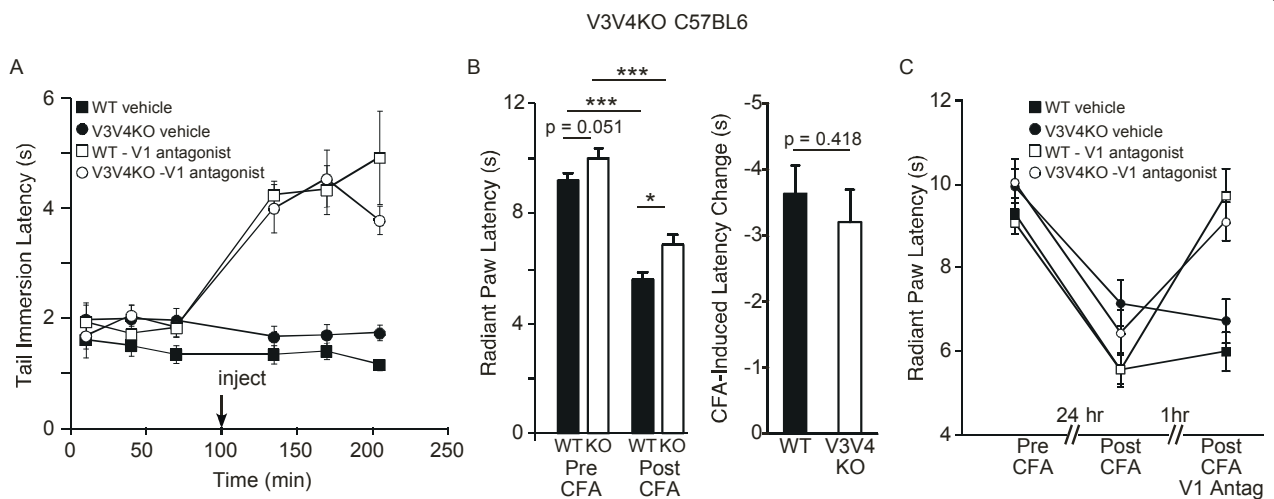 V3V4KO C57BL6
A
Tail Immersion Latency (s)
6
4
2
0
WT vehicle
V3V4KO vehicle
WT - V1 antagonist
V3V4KO -V1 antagonist
inject
0 50 100 150 200 250
Time (min)
B
Radiant Paw Latency (s)
12
8
4
0
***
***
p = 0.051
*
WT KO WT KO
Pre Post
CFA CFA
CFA-Induced Latency Change (s)
-5
-4
-3
-2
-1
0
p = 0.418
WT V3V4
KO
C
Radiant Paw Latency (s)
12
10
8
6
4
WT vehicle
V3V4KO vehicle
WT - V1 antagonist
V3V4KO -V1 antagonist
24 hr 1hr
Pre Post Post
CFA CFA CFA
V1 Antag